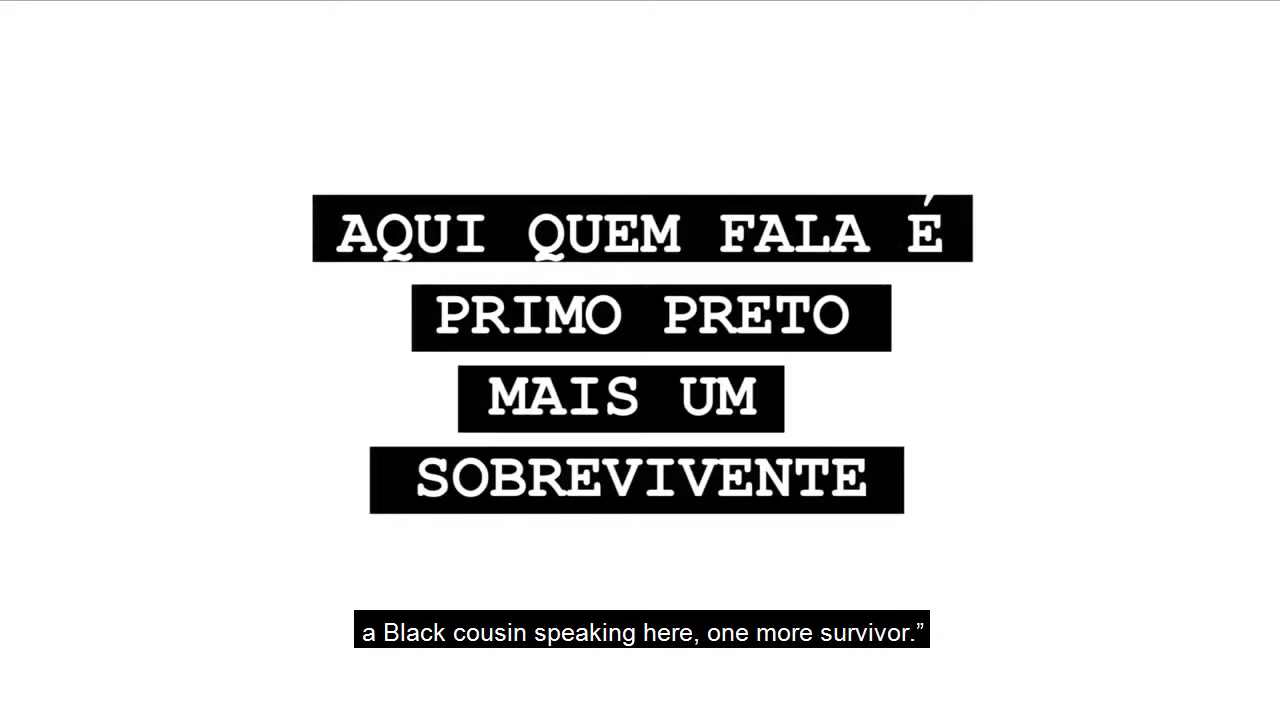 AQUI QUEM FALA É
PRIMO PRETO
MAIS UM
SOBREVIVENTE
a Black cousin speaking here, one more survivor.”